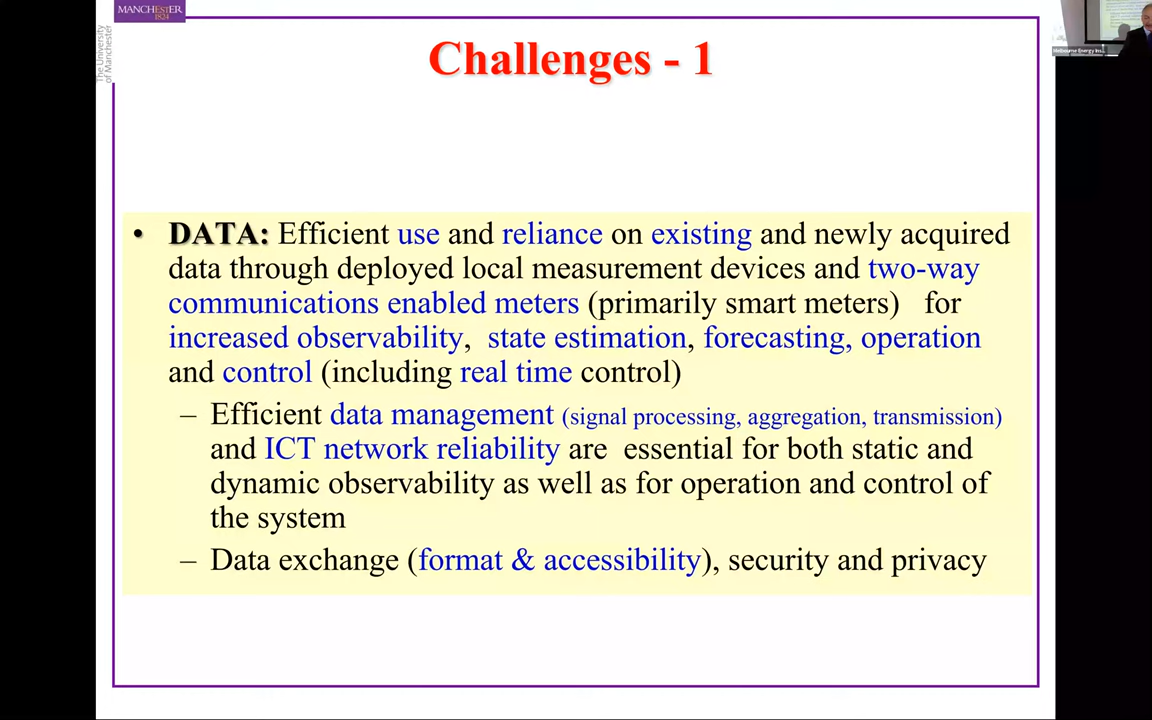 MANCHESTER
1824
The University
of Manchester
Challenges - 1
• DATA: Efficient use and reliance on existing and newly acquired
data through deployed local measurement devices and two-way
communications enabled meters (primarily smart meters) for
increased observability, state estimation, forecasting, operation
and control (including real time control)
– Efficient data management (signal processing, aggregation, transmission)
and ICT network reliability are essential for both static and
dynamic observability as well as for operation and control of
the system
– Data exchange (format & accessibility), security and privacy
Melbourne Energy Ins...